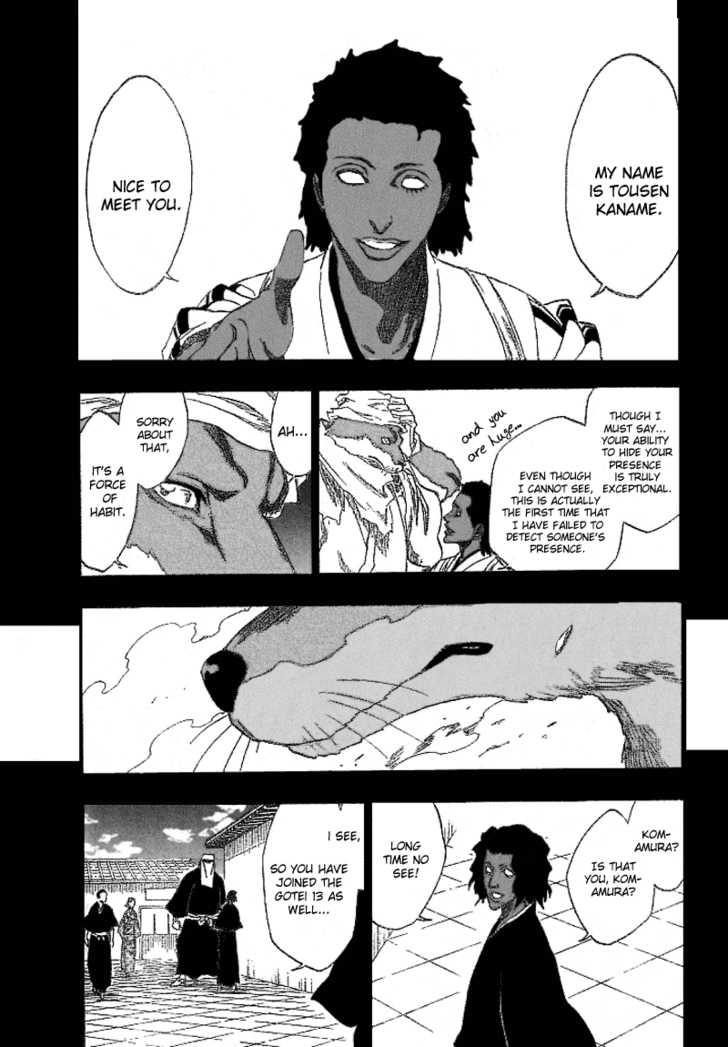 MY NAME
IS TOUSEN
KANAME.
NICE TO
MEET YOU.
THOUGH I
MUST SAY...
YOUR ABILITY
TO HIDE YOUR
PRESENCE
IS TRULY
EXCEPTIONAL.
EVEN THOUGH
I CANNOT SEE,
THIS IS ACTUALLY
THE FIRST TIME THAT
I HAVE FAILED TO
DETECT SOMEONE'S
PRESENCE.
and you
are huge...
AH...
SORRY
ABOUT
THAT,
IT'S A
FORCE
OF
HABIT.
KOM-
AMURA?
IS THAT
YOU, KOM-
AMURA?
LONG
TIME NO
SEE!
I SEE,
SO YOU HAVE
JOINED THE
GOTEI 13 AS
WELL...